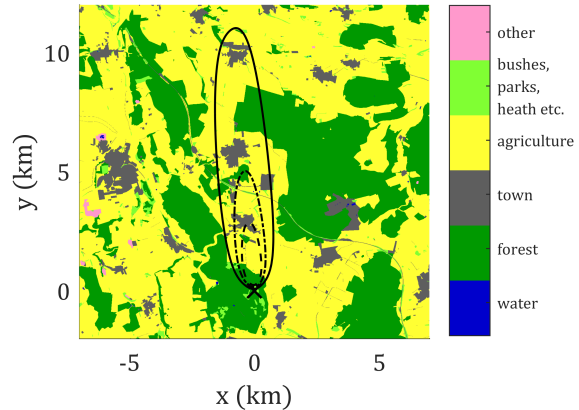 10
5
0
y (km)
-5
0
5
x (km)
other
bushes,
parks,
heath etc.
agriculture
town
forest
water